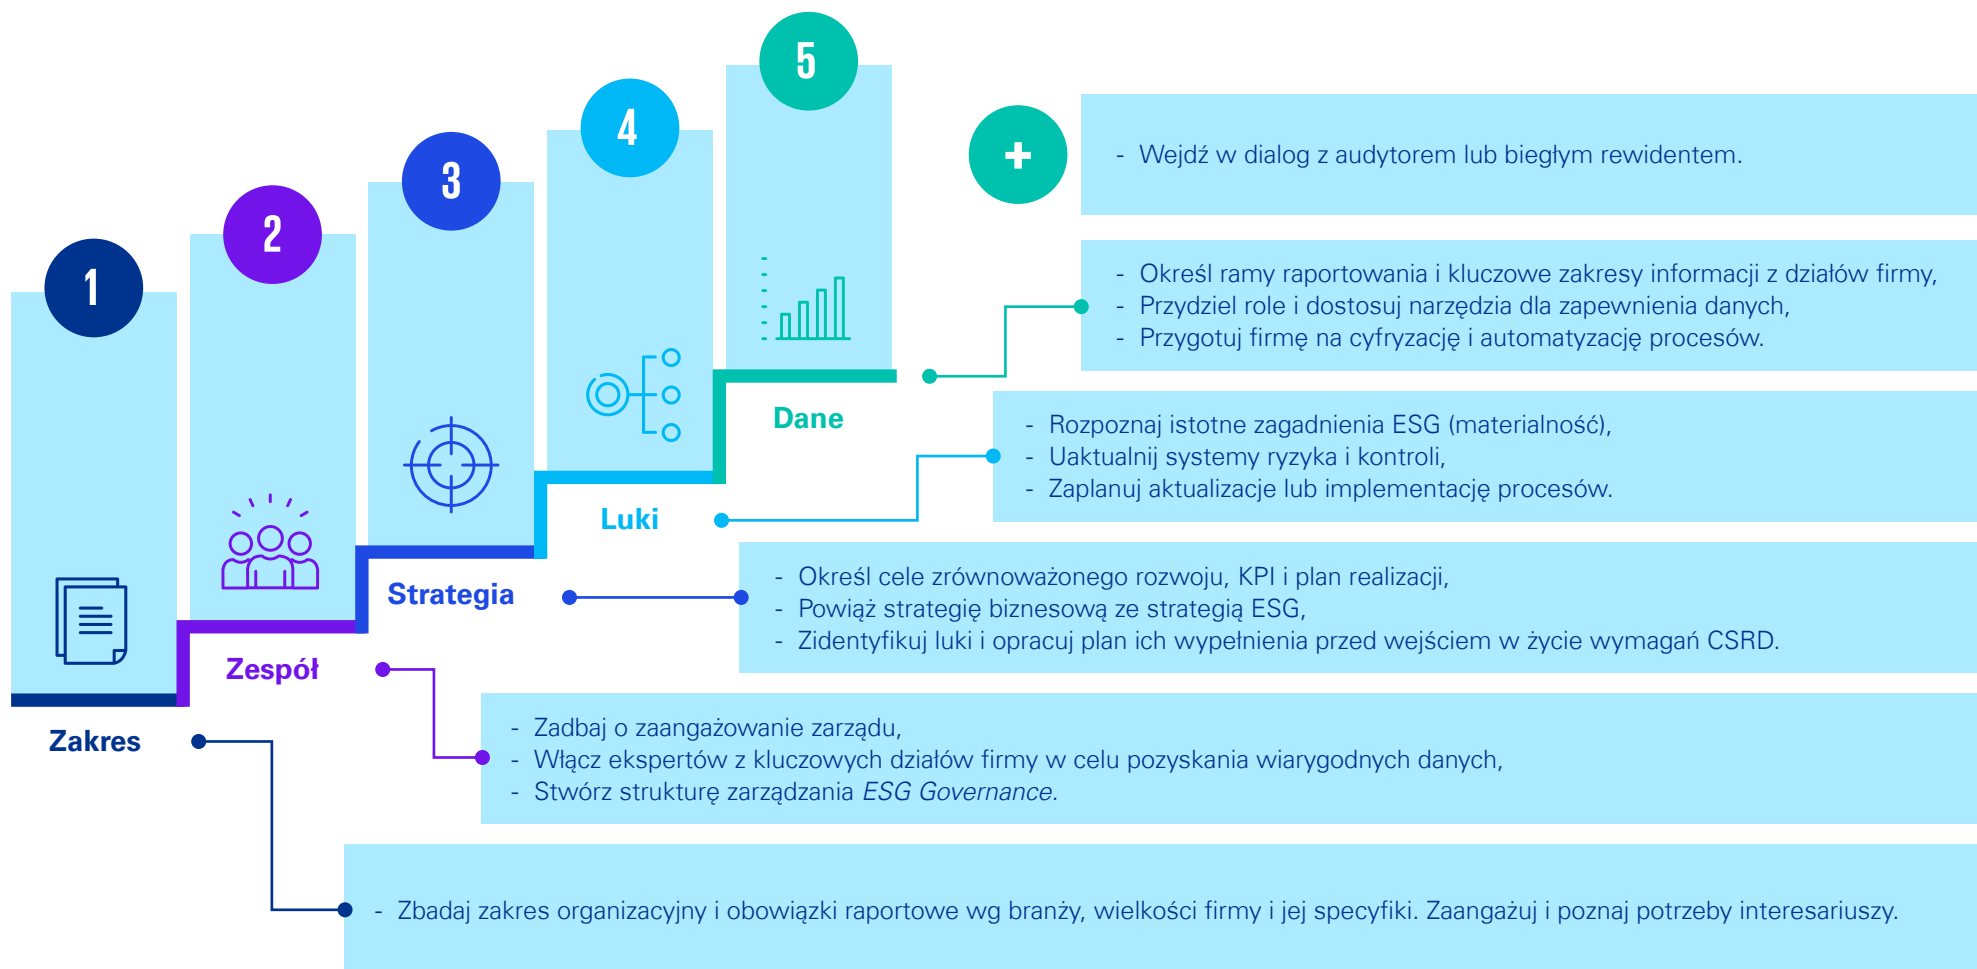 1
Zakres
- Zbadaj zakres organizacyjny i obowiązki raportowe wg branży, wielkości firmy i jej specyfiki. Zaangażuj i poznaj potrzeby interesariuszy.
2
Zespół
- Zadbaj o zaangażowanie zarządu,
- Włącz ekspertów z kluczowych działów firmy w celu pozyskania wiarygodnych danych,
- Stwórz strukturę zarządzania ESG Governance.
3
Strategia
- Określ cele zrównoważonego rozwoju, KPI i plan realizacji,
- Powiąż strategię biznesową ze strategią ESG,
- Zidentyfikuj luki i opracuj plan ich wypełnienia przed wejściem w życie wymagań CSRD.
4
Luki
- Rozpoznaj istotne zagadnienia ESG (materialność),
- Uaktualnij systemy ryzyka i kontroli,
- Zaplanuj aktualizacje lub implementację procesów.
5
Dane
- Określ ramy raportowania i kluczowe zakresy informacji z działów firmy,
- Przydziel role i dostosuj narzędzia dla zapewnienia danych,
- Przygotuj firmę na cyfryzację i automatyzację procesów.
+
- Wejdź w dialog z audytorem lub biegłym rewidentem.